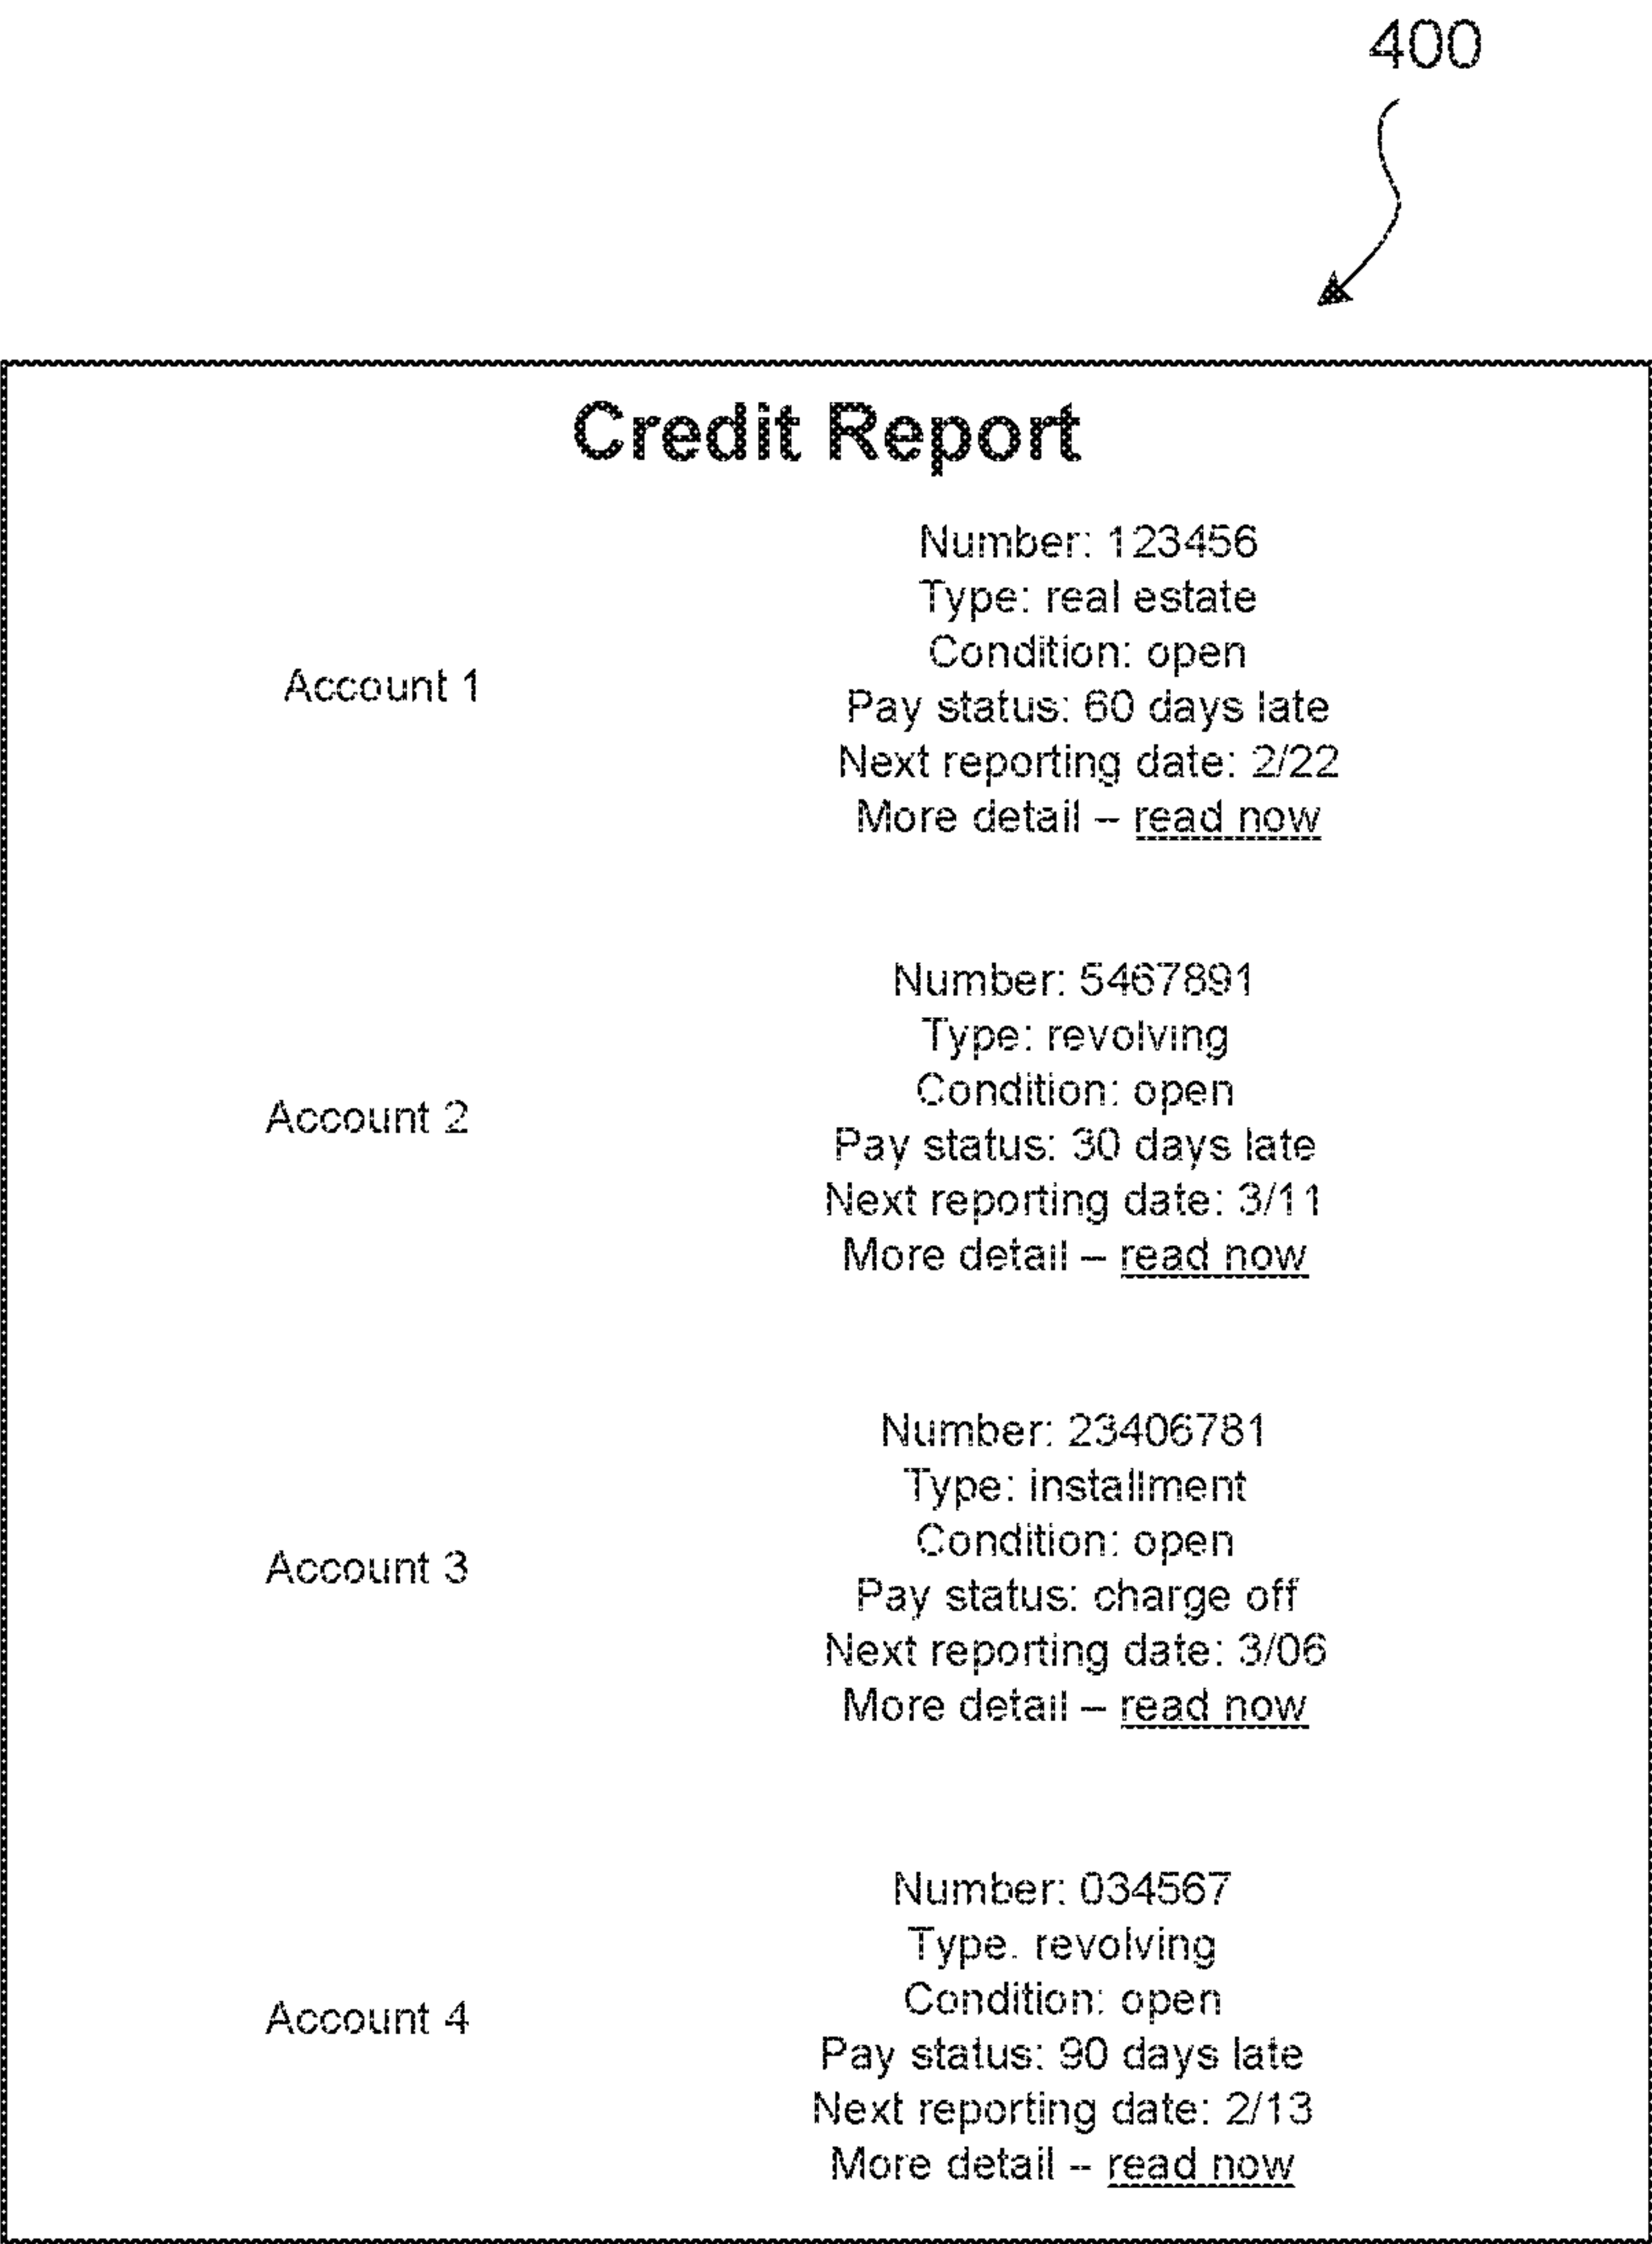 400
Credit Report
Account 1
Number: 123456
Type: real estate
Condition: open
Pay status: 60 days late
Next reporting date: 2/22
More detail – read now
Account 2
Number: 5467891
Type: revolving
Condition: open
Pay status: 30 days late
Next reporting date: 3/11
More detail – read now
Account 3
Number: 23406781
Type: installment
Condition: open
Pay status: charge off
Next reporting date: 3/06
More detail – read now
Account 4
Number: 034567
Type. revolving
Condition: open
Pay status: 90 days late
Next reporting date: 2/13
More detail -- read now